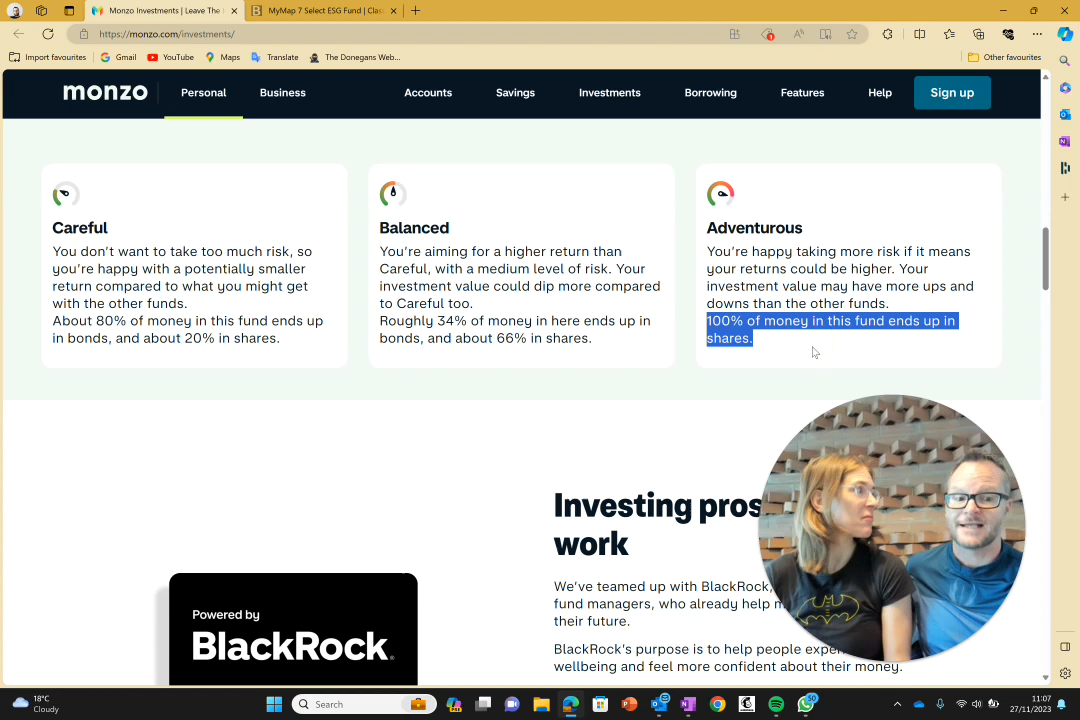 Monzo Investments | Leave The
MyMap 7 Select ESG Fund | Cla
https://monzo.com/investments/
Import favourites
Gmail
YouTube
Maps
Translate
The Donegans Web...
Other favourites
monzo
Personal
Business
Accounts
Savings
Investments
Borrowing
Features
Help
Sign up
Careful
You don't want to take too much risk, so
you're happy with a potentially smaller
return compared to what you might get
with the other funds.
About 80% of money in this fund ends up
in bonds, and about 20% in shares.
Balanced
You're aiming for a higher return than
Careful, with a medium level of risk. Your
investment value could dip more compared
to Careful too.
Roughly 34% of money in here ends up in
bonds, and about 66% in shares.
Adventurous
You're happy taking more risk if it means
your returns could be higher. Your
investment value may have more ups and
downs than the other funds.
100% of money in this fund ends up in
shares.
Investing pros
work
We've teamed up with BlackRock,
fund managers, who already help m
their future.
BlackRock's purpose is to help people exper
wellbeing and feel more confident about their money.
Powered by
BlackRock.
18°C
Cloudy
Search
50
11:07
27/11/2023